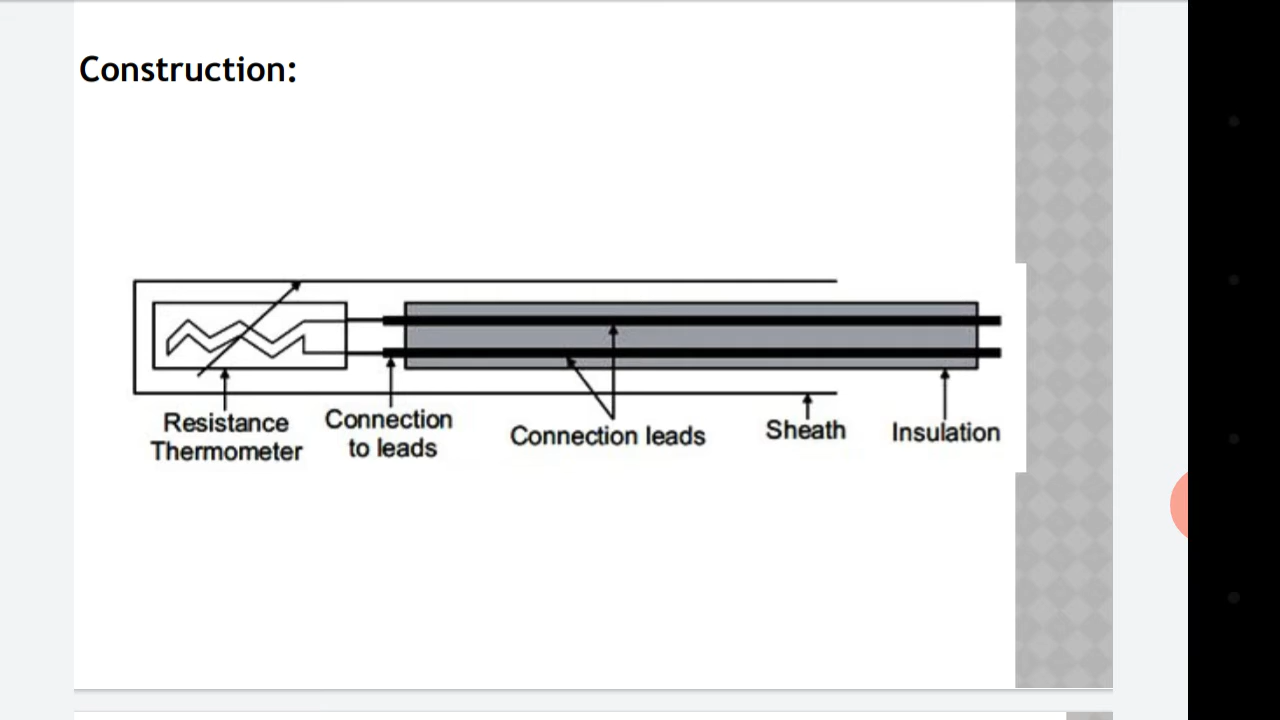 Construction:
Resistance
Thermometer
Connection
to leads
Connection leads
Sheath
Insulation